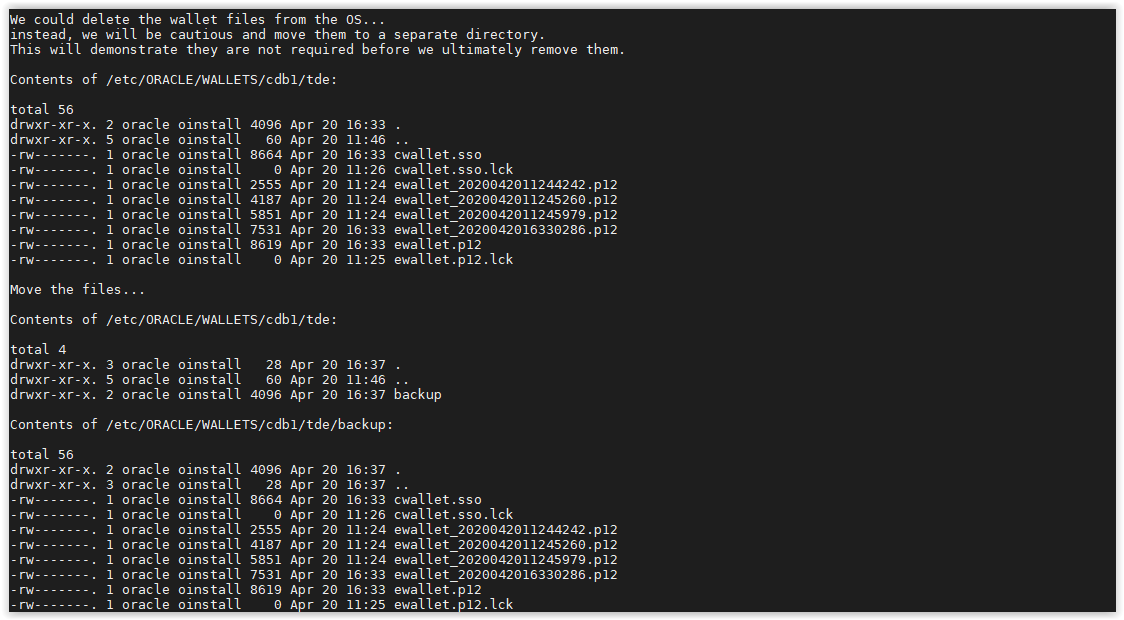 We could delete the wallet files from the OS...
instead, we will be cautious and move them to a separate directory.
This will demonstrate they are not required before we ultimately remove them.
Contents of /etc/ORACLE/WALLETS/cdb1/tde:
total 56
drwxr-xr-x. 2 oracle oinstall 4096 Apr 20 16:33 .
drwxr-xr-x. 5 oracle oinstall   60 Apr 20 11:46 ..
-rw-------. 1 oracle oinstall 8664 Apr 20 16:33 cwallet.sso
-rw-------. 1 oracle oinstall    0 Apr 20 11:26 cwallet.sso.lck
-rw-------. 1 oracle oinstall 2555 Apr 20 11:24 ewallet_2020042011244242.p12
-rw-------. 1 oracle oinstall 4187 Apr 20 11:24 ewallet_2020042011245260.p12
-rw-------. 1 oracle oinstall 5851 Apr 20 11:24 ewallet_2020042011245979.p12
-rw-------. 1 oracle oinstall 7531 Apr 20 16:33 ewallet_2020042016330286.p12
-rw-------. 1 oracle oinstall 8619 Apr 20 16:33 ewallet.p12
-rw-------. 1 oracle oinstall    0 Apr 20 11:25 ewallet.p12.lck
Move the files...
Contents of /etc/ORACLE/WALLETS/cdb1/tde:
total 4
drwxr-xr-x. 3 oracle oinstall   28 Apr 20 16:37 .
drwxr-xr-x. 5 oracle oinstall   60 Apr 20 11:46 ..
drwxr-xr-x. 2 oracle oinstall 4096 Apr 20 16:37 backup
Contents of /etc/ORACLE/WALLETS/cdb1/tde/backup:
total 56
drwxr-xr-x. 2 oracle oinstall 4096 Apr 20 16:37 .
drwxr-xr-x. 3 oracle oinstall   28 Apr 20 16:37 ..
-rw-------. 1 oracle oinstall 8664 Apr 20 16:33 cwallet.sso
-rw-------. 1 oracle oinstall    0 Apr 20 11:26 cwallet.sso.lck
-rw-------. 1 oracle oinstall 2555 Apr 20 11:24 ewallet_2020042011244242.p12
-rw-------. 1 oracle oinstall 4187 Apr 20 11:24 ewallet_2020042011245260.p12
-rw-------. 1 oracle oinstall 5851 Apr 20 11:24 ewallet_2020042011245979.p12
-rw-------. 1 oracle oinstall 7531 Apr 20 16:33 ewallet_2020042016330286.p12
-rw-------. 1 oracle oinstall 8619 Apr 20 16:33 ewallet.p12
-rw-------. 1 oracle oinstall    0 Apr 20 11:25 ewallet.p12.lck